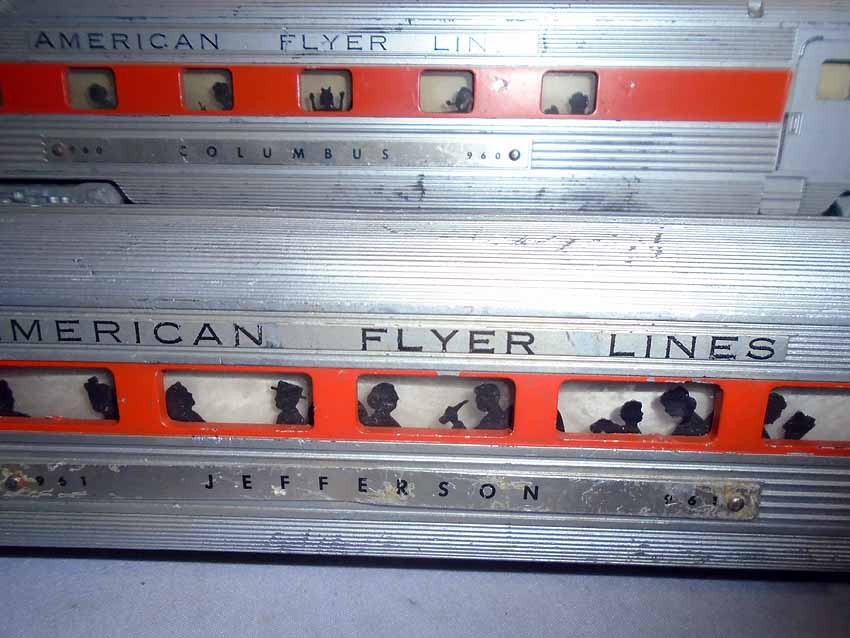 AMERICAN FLYER LIN
960 COLUMBUS 960
AMERICAN FLYER LINES
961 JEFFERSON 961